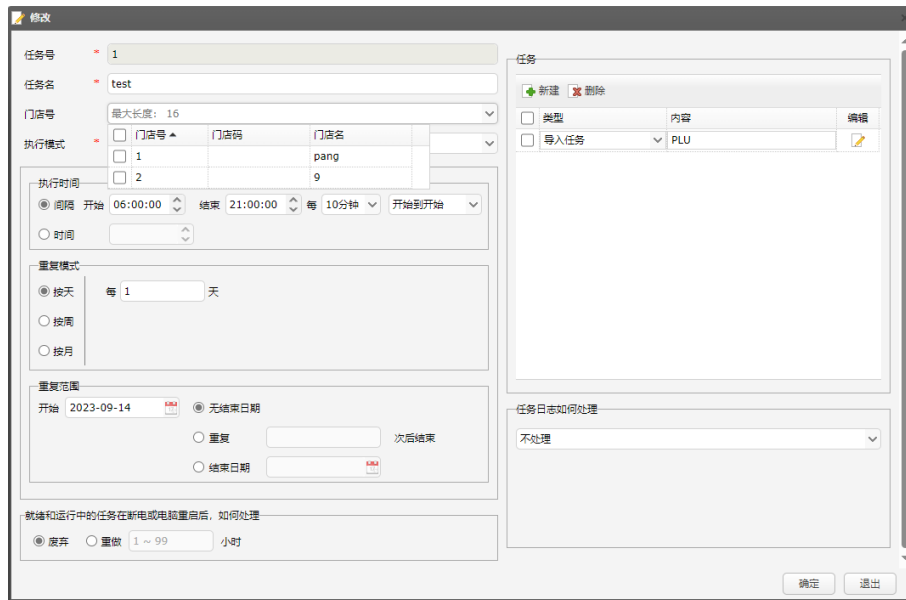 修改
任务号 * 1
任务名 * test
门店号 最大长度: 16
门店号 门店码 门店名
1 pang
2 9
执行模式 *
执行时间
间隔 开始 06:00:00 结束 21:00:00 每 10分钟 开始到开始
时间
重复模式
按天 每 1 天
按周
按月
重复范围
开始 2023-09-14 无结束日期
重复 次后结束
结束日期
就绪和运行中的任务在断电或电脑重启后, 如何处理
废弃 重做 1 ~ 99 小时
任务
新建 删除
类型 内容 编辑
导入任务 PLU
任务日志如何处理
不处理
确定 退出